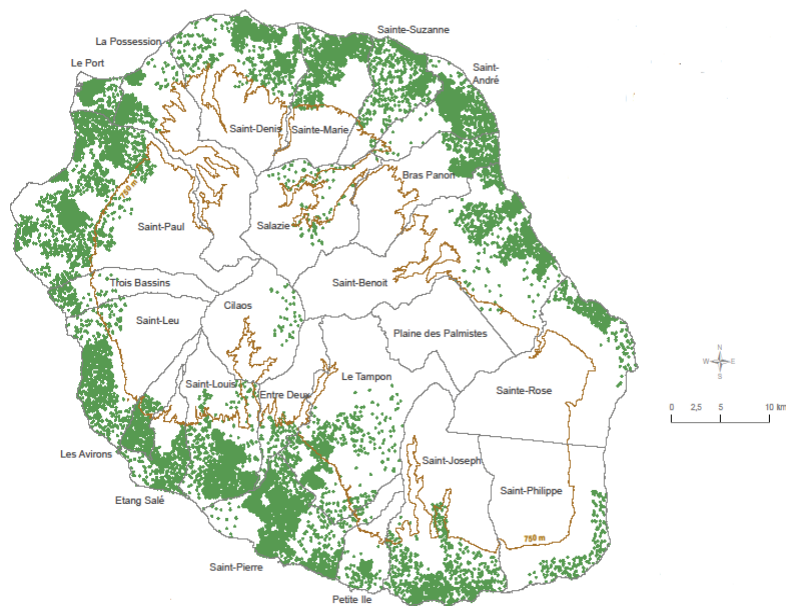 Sainte-Suzanne
La Possession
Le Port
Saint-
André
Saint-Denis
Sainte-Marie
Bras Panon
750 m
Saint-Paul
Salazie
Trois Bassins
Saint-Benoit
Cilaos
Saint-Leu
Plaine des Palmistes
N
W
E
S
Le Tampon
Saint-Louis
Entre Deux
Sainte-Rose
0 2,5 5 10 km
Les Avirons
Saint-Joseph
Etang Salé
Saint-Philippe
750 m
Saint-Pierre
Petite Ile